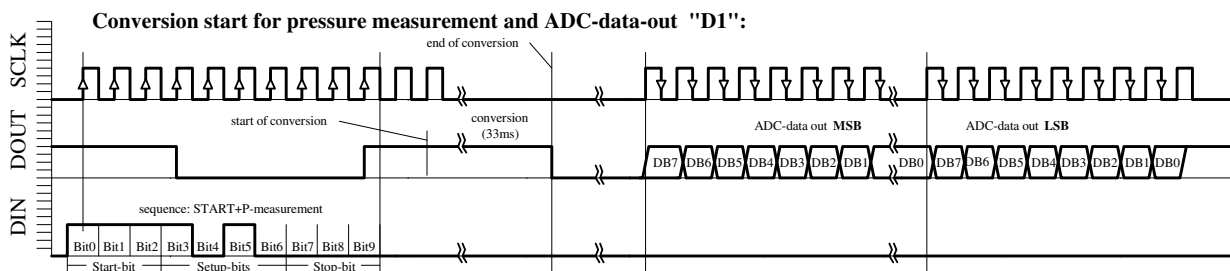 Conversion start for pressure measurement and ADC-data-out "D1":
end of conversion
SCLK
start of conversion
conversion
(33ms)
ADC-data out MSB
ADC-data out LSB
DOUT
DB7 DB6 DB5 DB4 DB3 DB2 DB1 DB0 DB7 DB6 DB5 DB4 DB3 DB2 DB1 DB0
sequence: START+P-measurement
DIN
Bit0 Bit1 Bit2 Bit3 Bit4 Bit5 Bit6 Bit7 Bit8 Bit9
Start-bit Setup-bits Stop-bit